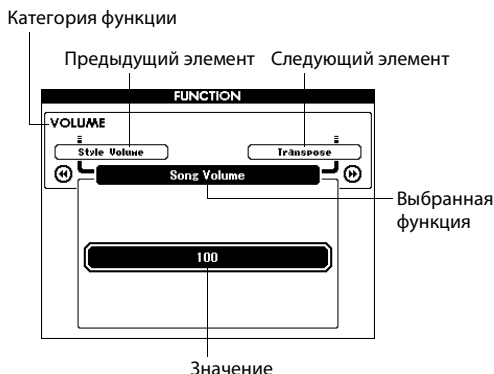 Категория функции
Предыдущий элемент Следующий элемент
FUNCTION
VOLUME
Style Volume Transpose
Song Volume
Выбранная
функция
100
Значение